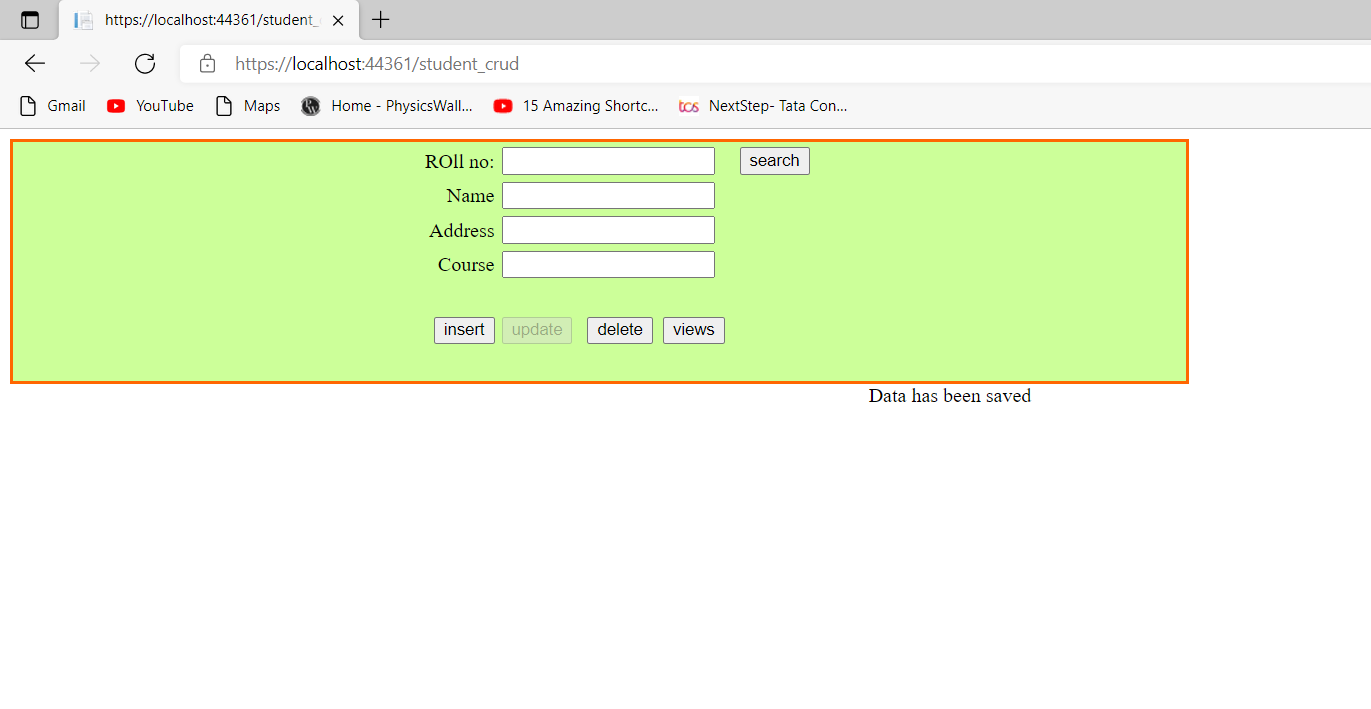 https://localhost:44361/student_
https://localhost:44361/student_crud
Gmail YouTube Maps Home - PhysicsWall... 15 Amazing Shortc... tcs NextStep- Tata Con...
ROll no: search
Name
Address
Course
insert update delete views
Data has been saved